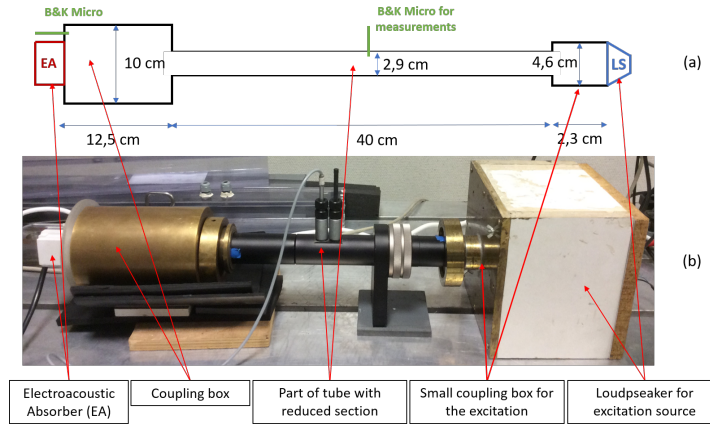 B&K Micro
B&K Micro for
measurements
EA
10 cm
2,9 cm
4,6 cm
LS
(a)
12,5 cm
40 cm
2,3 cm
(b)
Electroacoustic
Absorber (EA)
Coupling box
Part of tube with
reduced section
Small coupling box for
the excitation
Loudpseaker for
excitation source